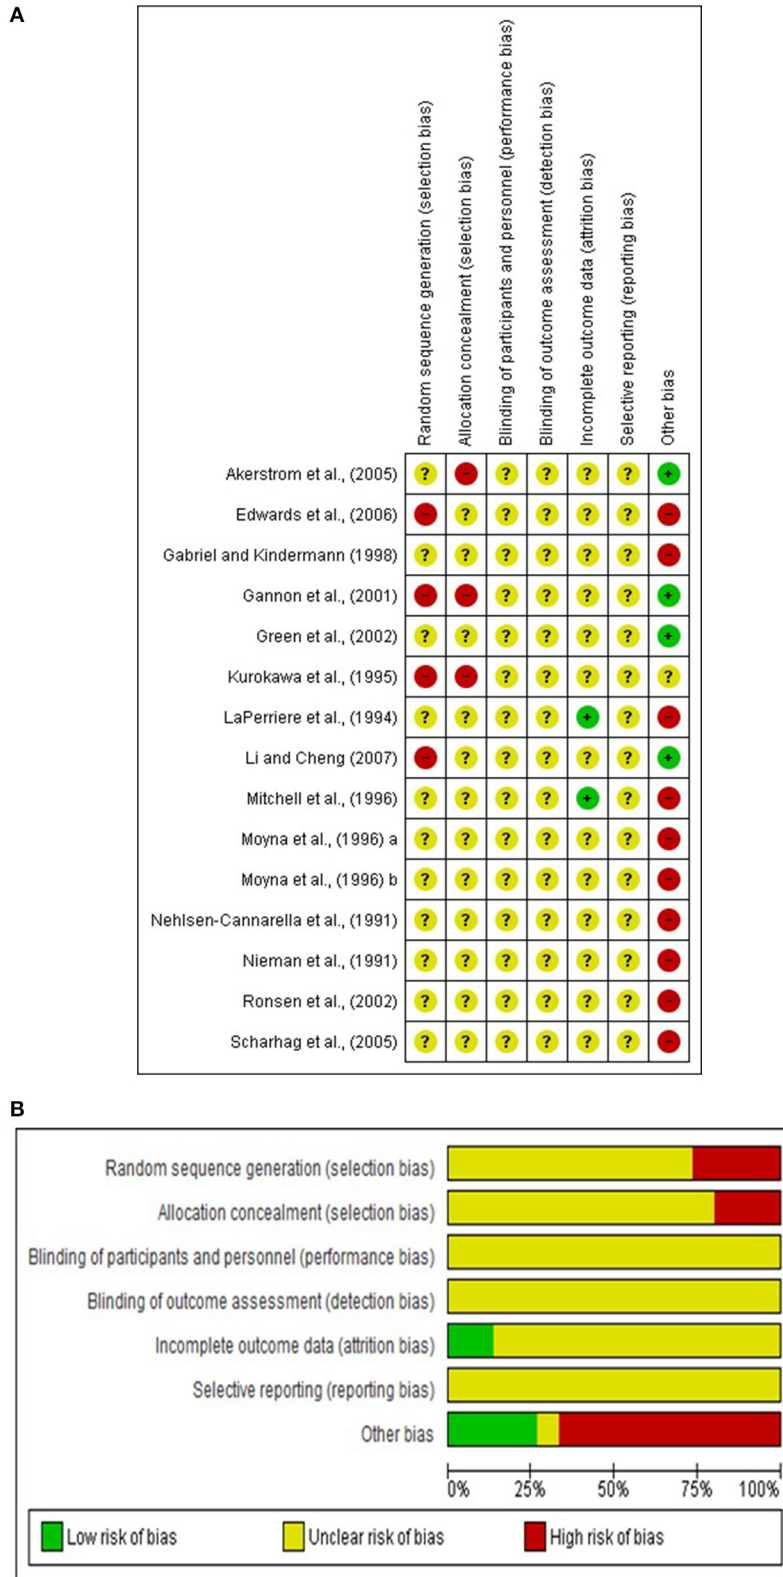 A
Random sequence generation (selection bias)
Allocation concealment (selection bias)
Blinding of participants and personnel (performance bias)
Blinding of outcome assessment (detection bias)
Incomplete outcome data (attrition bias)
Selective reporting (reporting bias)
Other bias
Akerstrom et al., (2005) ? - ? ? ? ? +
Edwards et al., (2006) - ? ? ? ? ? -
Gabriel and Kindermann (1998) ? ? ? ? ? ? -
Gannon et al., (2001) - - ? ? ? ? +
Green et al., (2002) ? ? ? ? ? ? +
Kurokawa et al., (1995) - - ? ? ? ? ?
LaPerriere et al., (1994) ? ? ? ? + ? -
Li and Cheng (2007) - ? ? ? ? ? +
Mitchell et al., (1996) ? ? ? ? + ? -
Moyna et al., (1996) a ? ? ? ? ? ? -
Moyna et al., (1996) b ? ? ? ? ? ? -
Nehlsen-Cannarella et al., (1991) ? ? ? ? ? ? -
Nieman et al., (1991) ? ? ? ? ? ? -
Ronsen et al., (2002) ? ? ? ? ? ? -
Scharhag et al., (2005) ? ? ? ? ? ? -
B
Random sequence generation (selection bias)
Allocation concealment (selection bias)
Blinding of participants and personnel (performance bias)
Blinding of outcome assessment (detection bias)
Incomplete outcome data (attrition bias)
Selective reporting (reporting bias)
Other bias
0% 25% 50% 75% 100%
Low risk of bias Unclear risk of bias High risk of bias